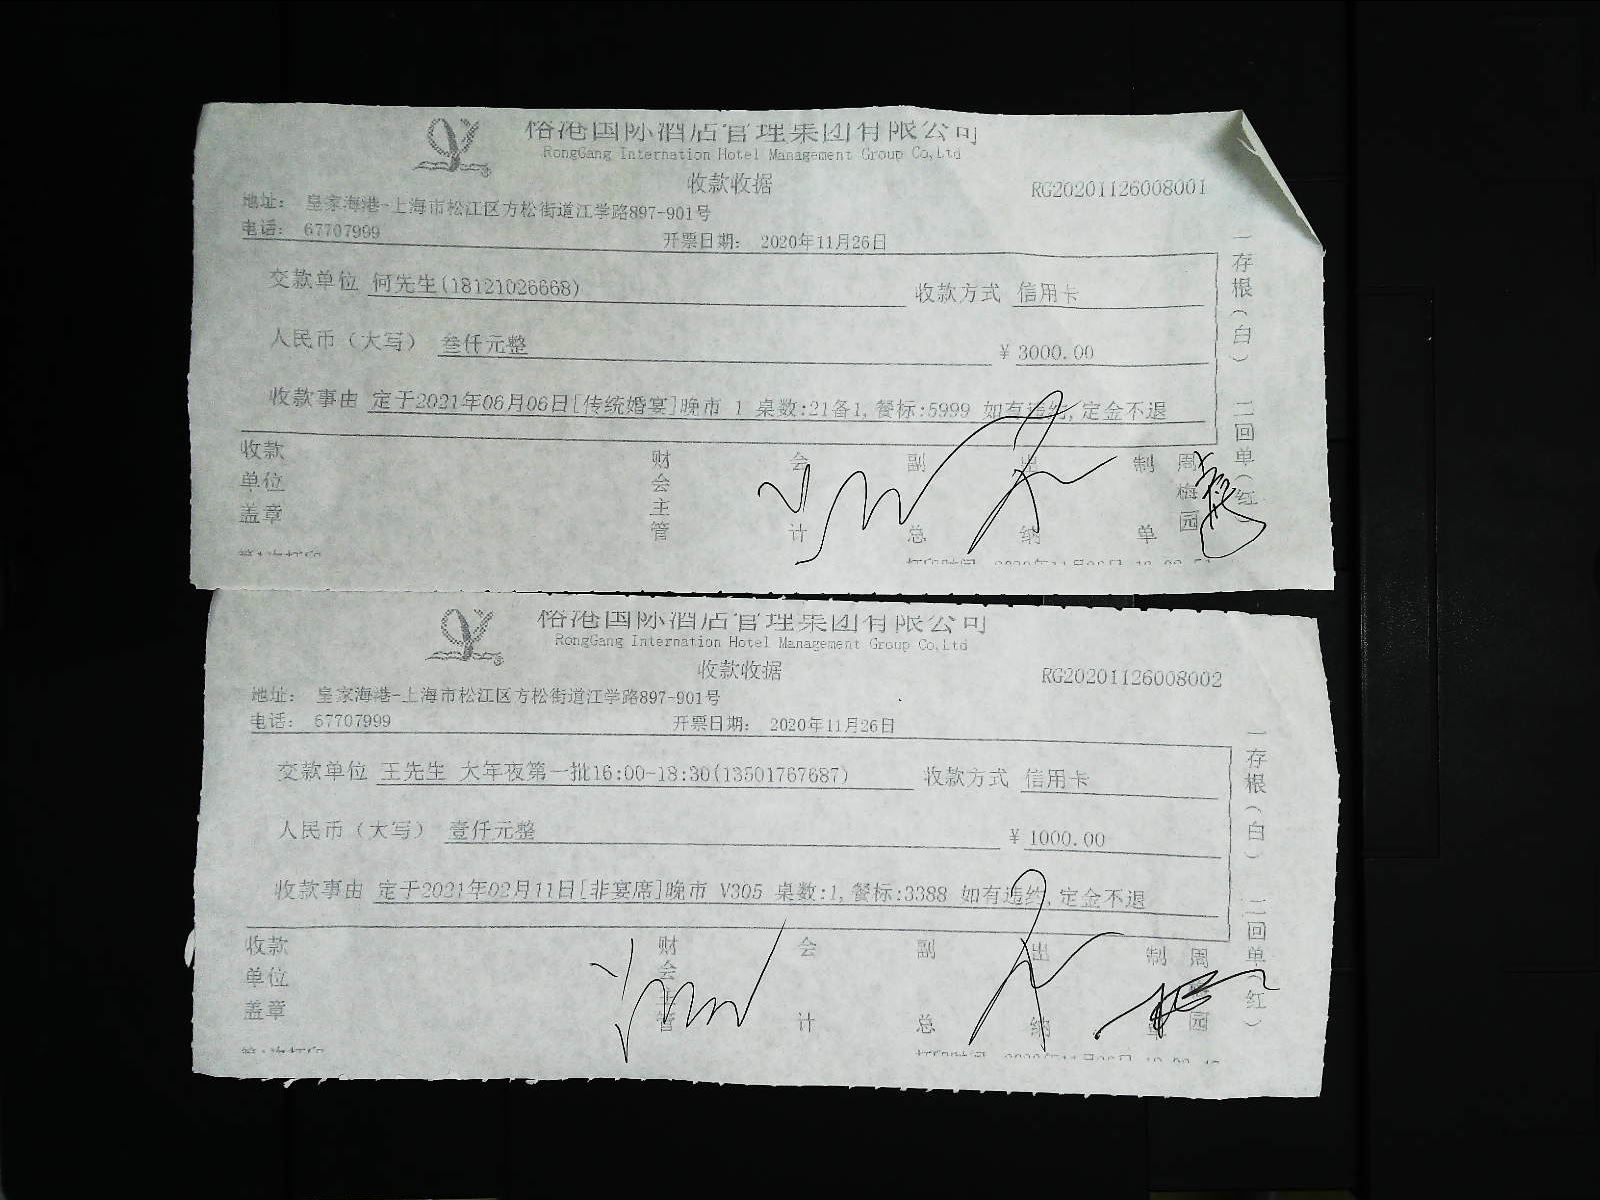 榕港国际酒店管理集团有限公司
RongGang Internation Hotel Management Group Co,Ltd
收款收据
RG20201126008001
地址： 皇家海港-上海市松江区方松街道江学路897-901号
电话： 67707999 开票日期： 2020年11月26日
交款单位 何先生(18121026668) 收款方式 信用卡
人民币（大写） 叁仟元整 ¥ 3000.00
收款事由 定于2021年06月06日[传统婚宴]晚市 1 桌数:21备1,餐标:5999 如有违约,定金不退
收款单位盖章 财会主管 会计 副总 出纳 制单 周梅园
一存根（白） 二回单（红
第1次打印
榕港国际酒店管理集团有限公司
RongGang Internation Hotel Management Group Co,Ltd
收款收据
RG20201126008002
地址： 皇家海港-上海市松江区方松街道江学路897-901号
电话： 67707999 开票日期： 2020年11月26日
交款单位 王先生 大年夜第一批16:00-18:30(13501767687) 收款方式 信用卡
人民币（大写） 壹仟元整 ¥ 1000.00
收款事由 定于2021年02月11日[非宴席]晚市 V305 桌数:1,餐标:3388 如有违约,定金不退
收款单位盖章 财会主管 会计 副总 出纳 制单 周 园
一存根（白） 二回单（红）
第1次打印